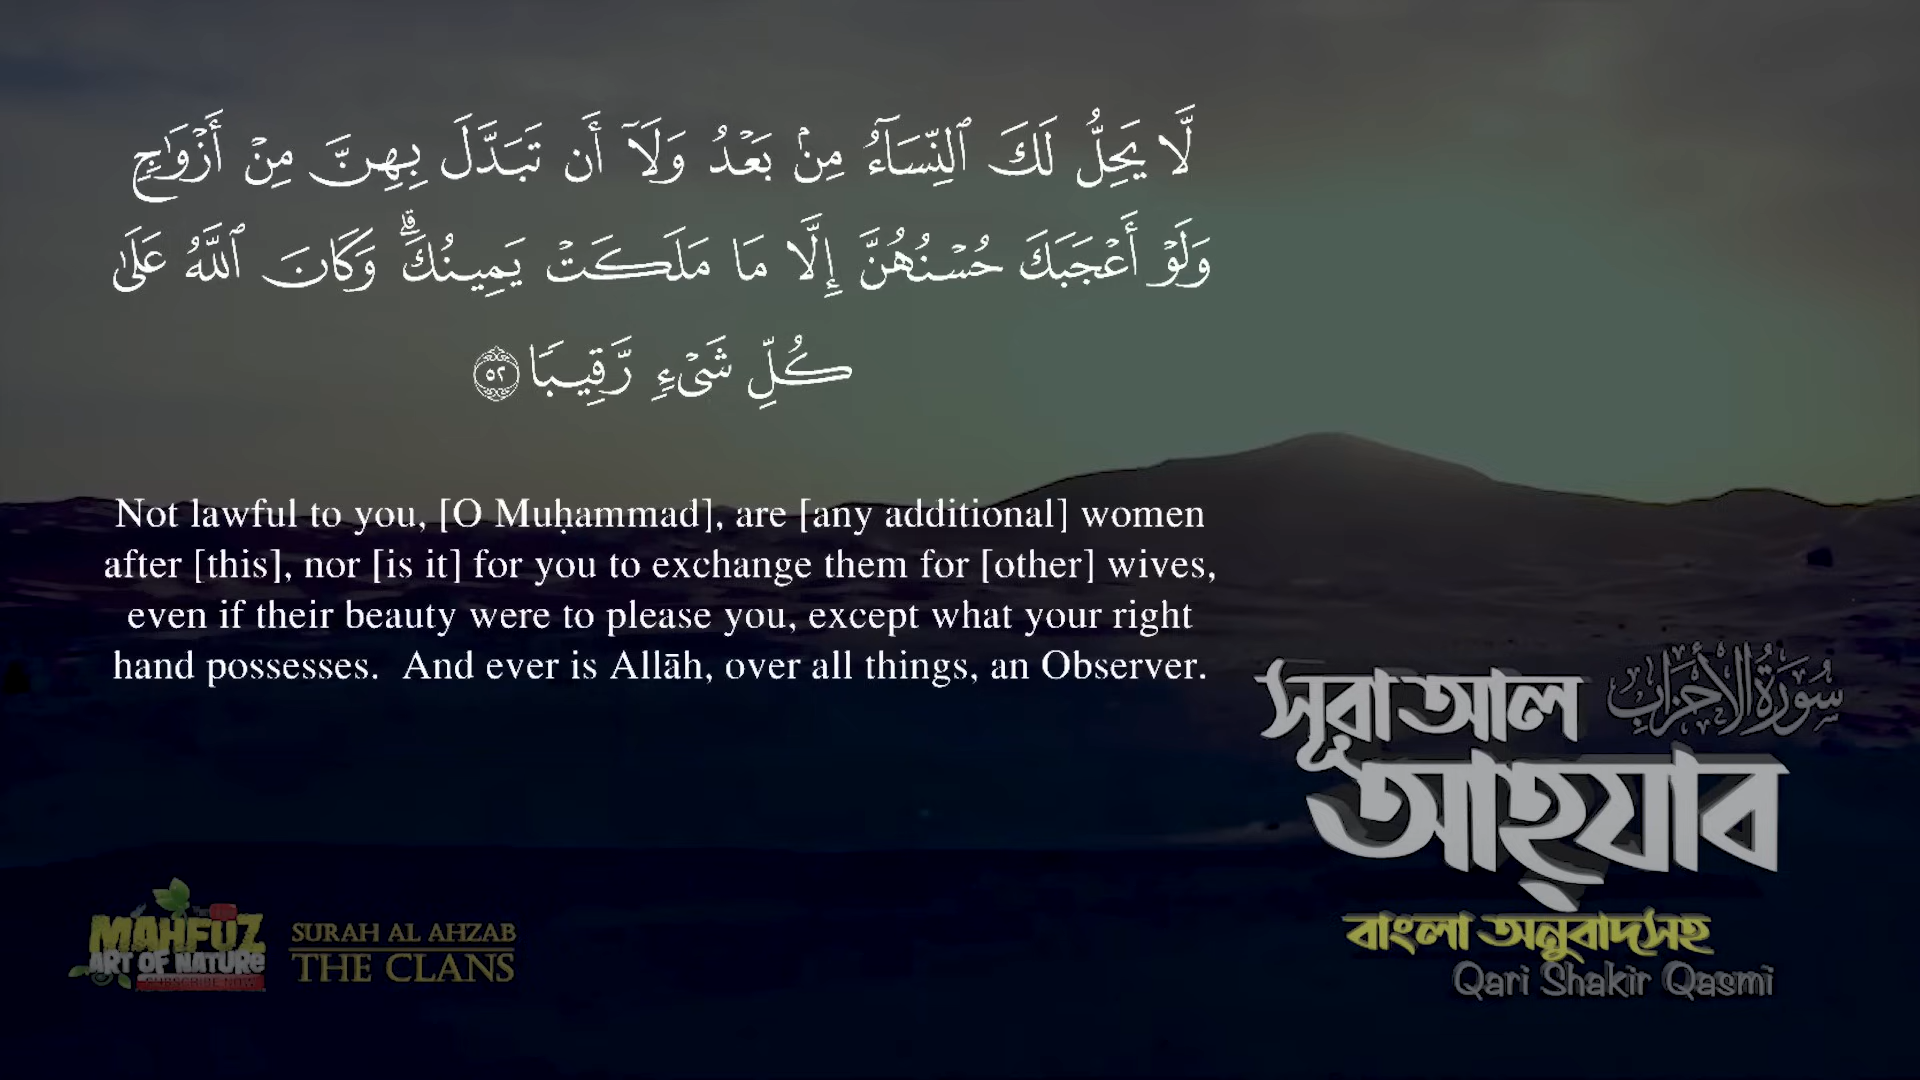 لَّا يَحِلُّ لَكَ ٱلنِّسَآءُ مِنۢ بَعْدُ وَلَآ أَن تَبَدَّلَ بِهِنَّ مِنْ أَزْوَٰجٍ
وَلَوْ أَعْجَبَكَ حُسْنُهُنَّ إِلَّا مَا مَلَكَتْ يَمِينُكَ ۗ وَكَانَ ٱللَّهُ عَلَىٰ
كُلِّ شَىْءٍ رَّقِيبًا ٥٢
Not lawful to you, [O Muḥammad], are [any additional] women
after [this], nor [is it] for you to exchange them for [other] wives,
even if their beauty were to please you, except what your right
hand possesses. And ever is Allāh, over all things, an Observer.
সূরা আল
سُورَةُ الأَحْزَابِ
আহ্‌যাব
বাংলা অনুবাদসহ
Qari Shakir Qasmi
MAHFUZ
ART OF NATURE
SUBSCRIBE NOW
SURAH AL AHZAB
THE CLANS